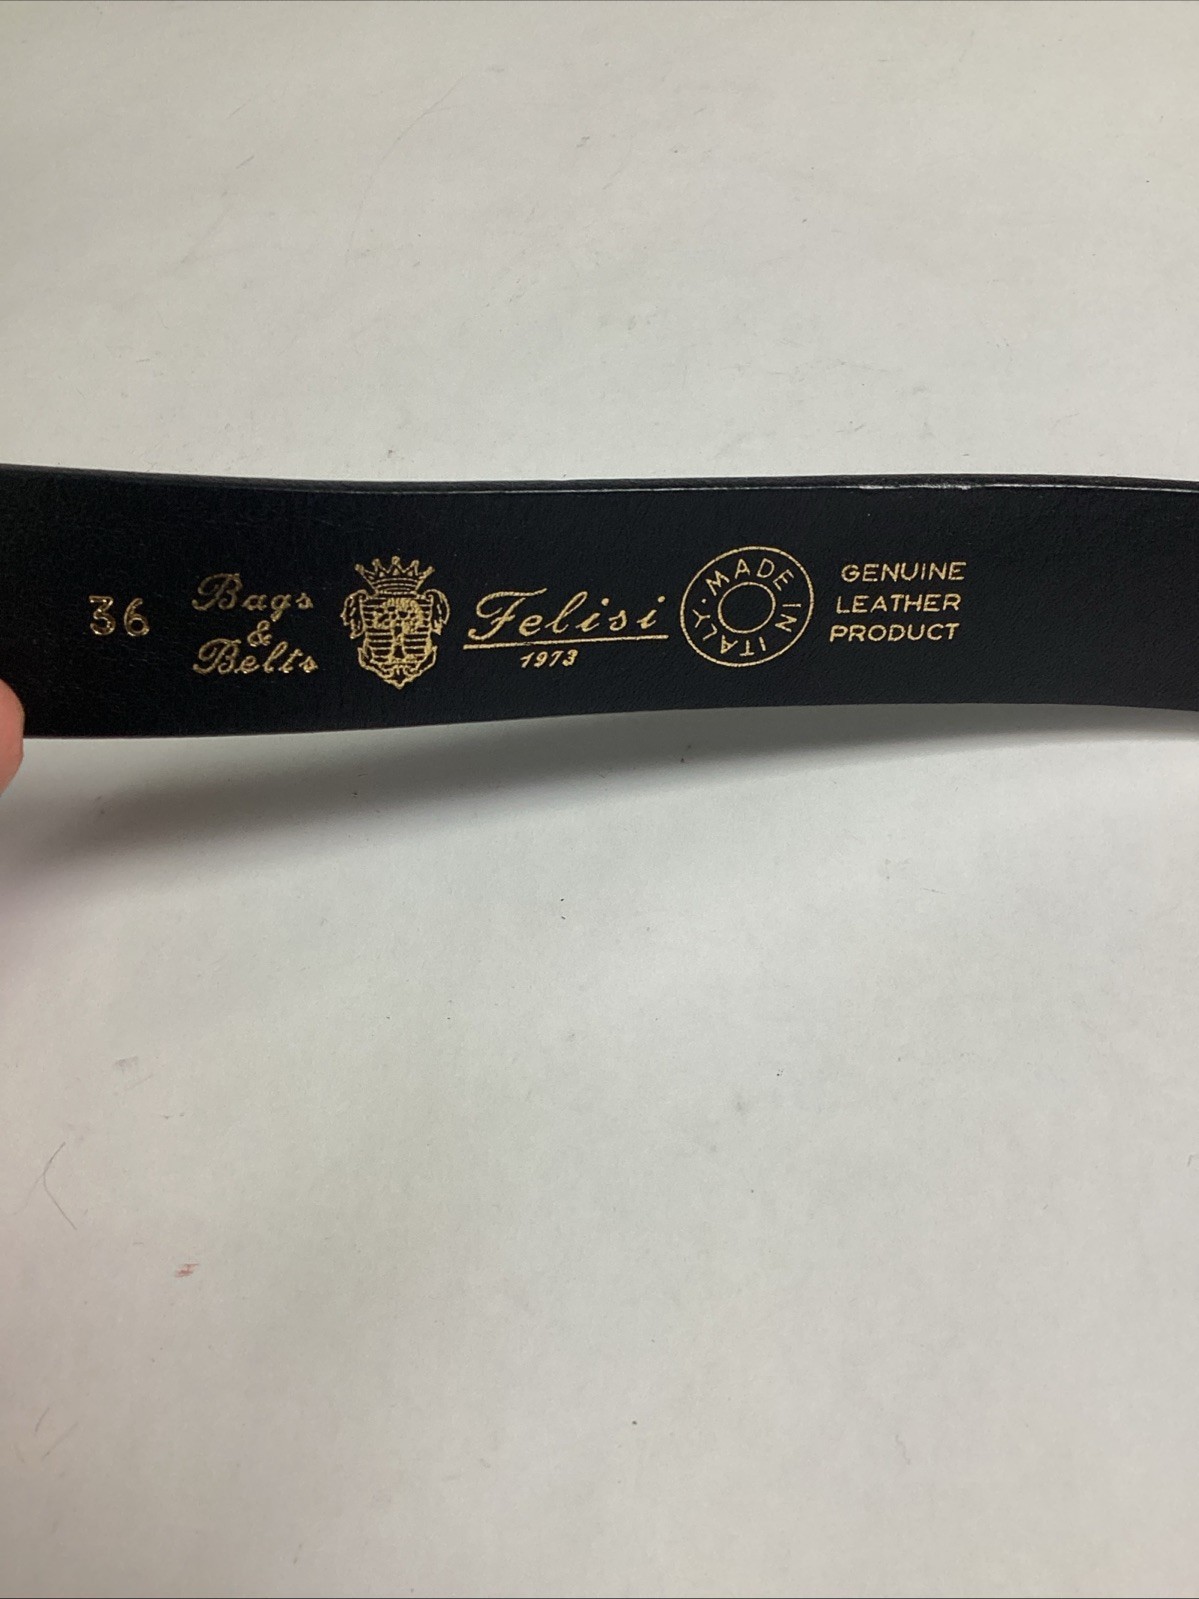 36
Bags
&
Belts
Felisi
1973
MADE IN ITALY
GENUINE
LEATHER
PRODUCT